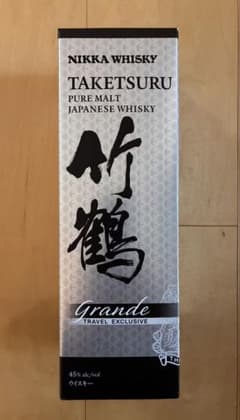 NIKKA WHISKY
TAKETSURU
PURE MALT
JAPANESE WHISKY
竹鶴
Grande
TRAVEL EXCLUSIVE
45% alc/vol
ウイスキー